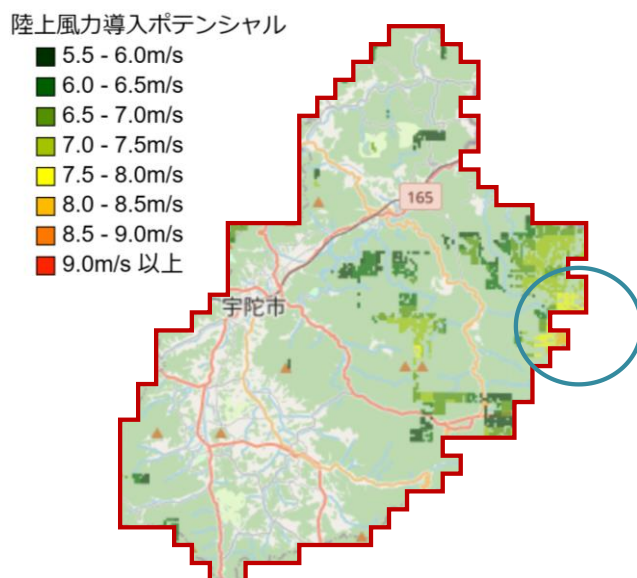 陸上風力導入ポテンシャル
5.5 - 6.0m/s
6.0 - 6.5m/s
6.5 - 7.0m/s
7.0 - 7.5m/s
7.5 - 8.0m/s
8.0 - 8.5m/s
8.5 - 9.0m/s
9.0m/s 以上
165
宇陀市